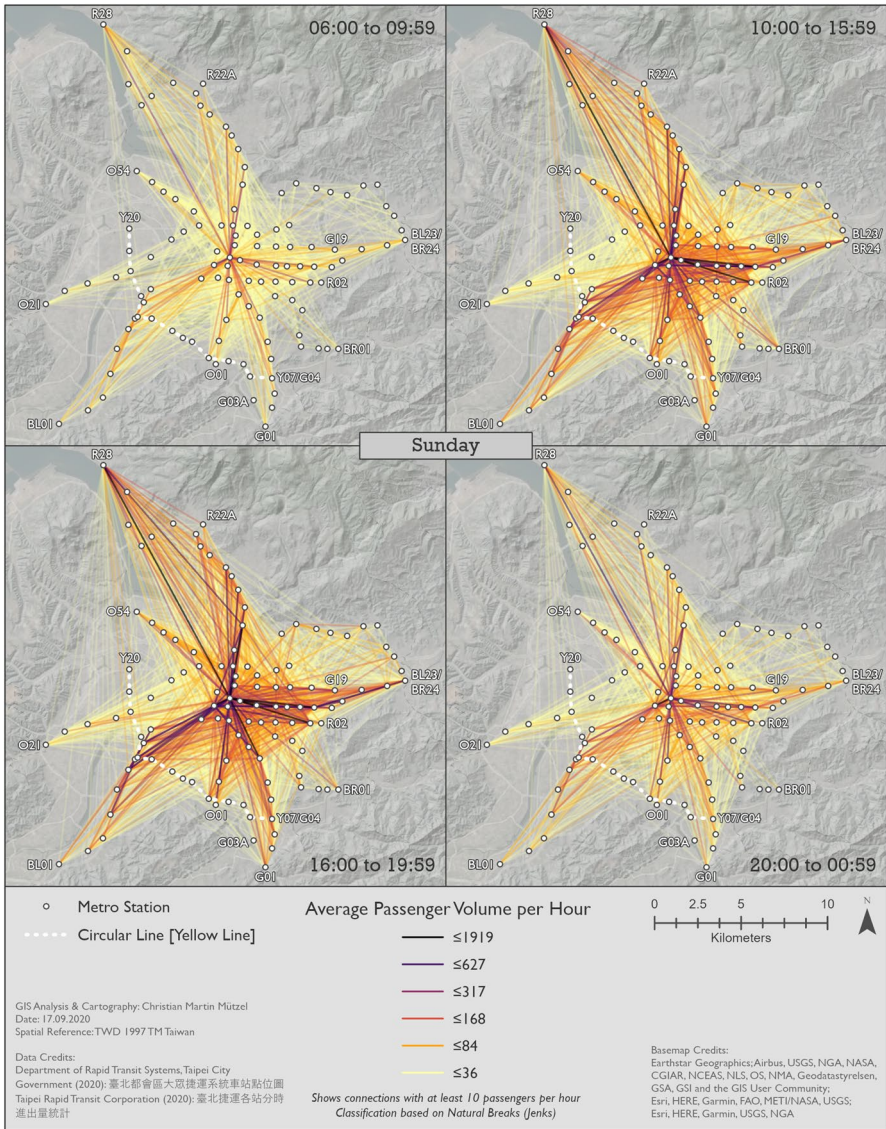 R28
06:00 to 09:59
R22A
O54
Y20
G19
BL23/
BR24
R02
O21
BR01
O01
Y07/G04
G03A
BL01
G01
R28
10:00 to 15:59
R22A
O54
Y20
G19
BL23/
BR24
R02
O21
BR01
O01
Y07/G04
G03A
BL01
G01
Sunday
R28
R22A
O54
Y20
G19
BL23/
BR24
R02
O21
BR01
O01
Y07/G04
G03A
BL01
G01
16:00 to 19:59
R28
R22A
O54
Y20
G19
BL23/
BR24
R02
O21
BR01
O01
Y07/G04
G03A
BL01
G01
20:00 to 00:59
Metro Station
Circular Line [Yellow Line]
GIS Analysis & Cartography: Christian Martin Mützel
Date: 17.09.2020
Spatial Reference: TWD 1997 TM Taiwan
Data Credits:
Department of Rapid Transit Systems, Taipei City
Government (2020): 臺北都會區大眾捷運系統車站點位圖
Taipei Rapid Transit Corporation (2020): 臺北捷運各站分時
進出量統計
Average Passenger Volume per Hour
≤1919
≤627
≤317
≤168
≤84
≤36
Shows connections with at least 10 passengers per hour
Classification based on Natural Breaks (Jenks)
0 2.5 5 10
Kilometers
N
Basemap Credits:
Earthstar Geographics; Airbus, USGS, NGA, NASA,
CGIAR, NCEAS, NLS, OS, NMA, Geodatastyrelsen,
GSA, GSI and the GIS User Community;
Esri, HERE, Garmin, FAO, METI/NASA, USGS;
Esri, HERE, Garmin, USGS, NGA